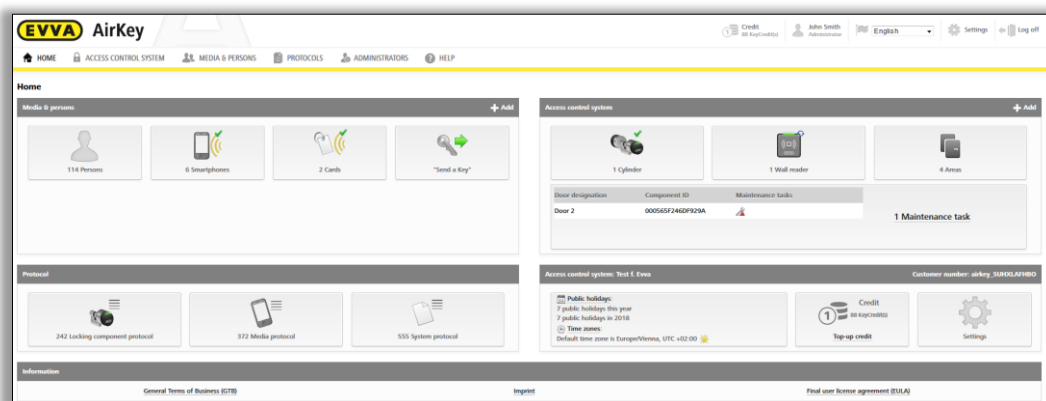 EVVA AirKey
Credit
88 KeyCredit(s)
John Smith
Administrator
English
Settings
Log off
HOME
ACCESS CONTROL SYSTEM
MEDIA & PERSONS
PROTOCOLS
ADMINISTRATORS
HELP
Home
Media & persons
Add
114 Persons
6 Smartphones
2 Cards
"Send a Key"
Access control system
Add
1 Cylinder
1 Wall reader
4 Areas
Door designation Component ID Maintenance tasks
Door 2 000565F246DF929A
1 Maintenance task
Protocol
242 Locking component protocol
372 Media protocol
555 System protocol
Access control system: Test f. Evva
Customer number: airkey_5UHXLAFHBO
Public holidays:
7 public holidays this year
7 public holidays in 2018
Time zones:
Default time zone is Europe/Vienna, UTC +02:00
1
Credit
88 KeyCredit(s)
Top-up credit
Settings
Information
General Terms of Business (GTB)
Imprint
Final user license agreement (EULA)